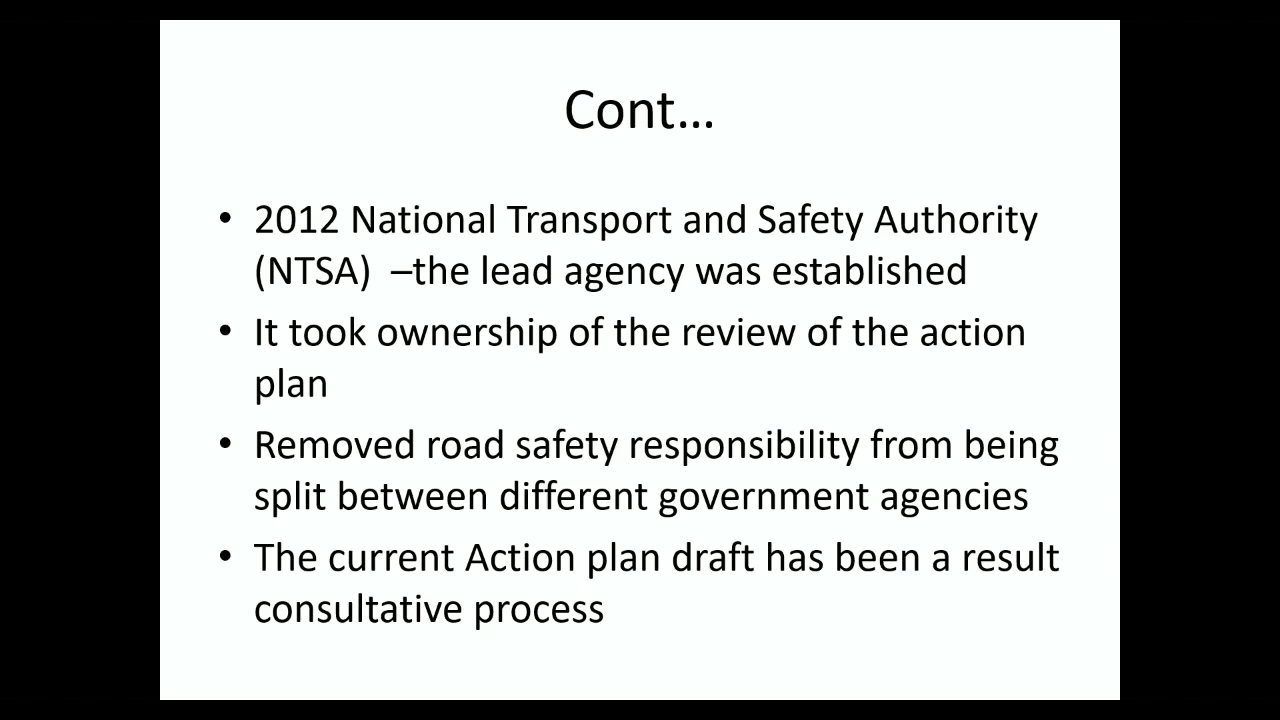 Cont…
• 2012 National Transport and Safety Authority
(NTSA)  –the lead agency was established
• It took ownership of the review of the action
plan
• Removed road safety responsibility from being
split between different government agencies
• The current Action plan draft has been a result
consultative process